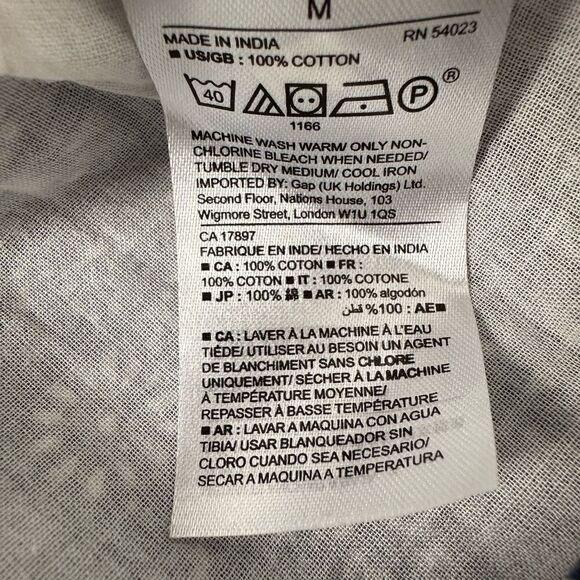 M
MADE IN INDIA RN 54023
■ US/GB : 100% COTTON
40 P ®
1166
MACHINE WASH WARM/ ONLY NON-
CHLORINE BLEACH WHEN NEEDED/
TUMBLE DRY MEDIUM/ COOL IRON
IMPORTED BY: Gap (UK Holdings) Ltd.
Second Floor, Nations House, 103
Wigmore Street, London W1U 1QS
CA 17897
FABRIQUE EN INDE/ HECHO EN INDIA
■ CA : 100% COTON ■ FR :
100% COTON ■ IT : 100% COTONE
■ JP : 100% 綿 ■ AR : 100% algodón
■ AE : 100% قطن
■ CA : LAVER À LA MACHINE À L'EAU
TIÉDE/ UTILISER AU BESOIN UN AGENT
DE BLANCHIMENT SANS CHLORE
UNIQUEMENT/ SÉCHER À LA MACHINE
À TEMPÉRATURE MOYENNE/
REPASSER À BASSE TEMPÉRATURE
■ AR : LAVAR A MAQUINA CON AGUA
TIBIA/ USAR BLANQUEADOR SIN
CLORO CUANDO SEA NECESARIO/
SECAR A MAQUINA A TEMPERATURA